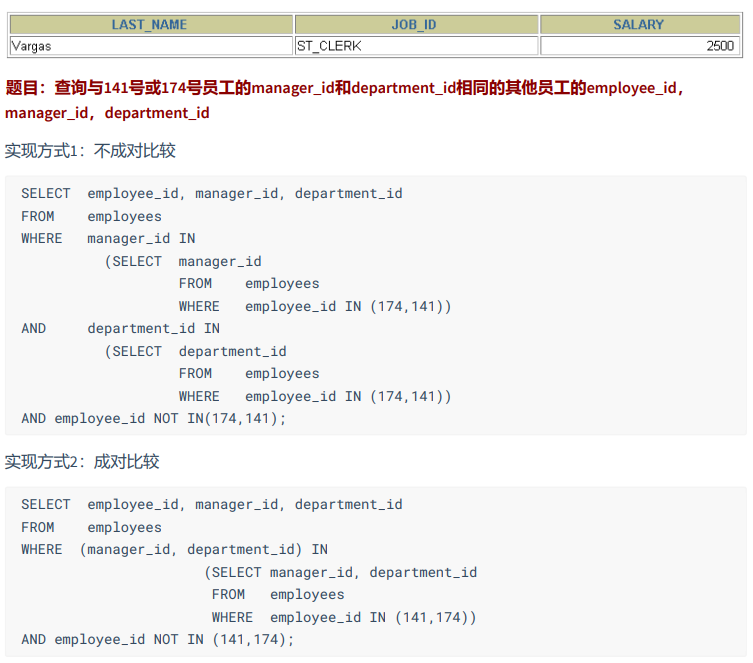 LAST_NAME JOB_ID SALARY
Vargas ST_CLERK 2500
题目：查询与141号或174号员工的manager_id和department_id相同的其他员工的employee_id，
manager_id，department_id
实现方式1：不成对比较
SELECT  employee_id, manager_id, department_id
FROM    employees
WHERE   manager_id IN
          (SELECT  manager_id
                   FROM    employees
                   WHERE   employee_id IN (174,141))
AND     department_id IN
          (SELECT  department_id
                   FROM    employees
                   WHERE   employee_id IN (174,141))
AND employee_id NOT IN(174,141);
实现方式2：成对比较
SELECT  employee_id, manager_id, department_id
FROM    employees
WHERE  (manager_id, department_id) IN
                      (SELECT manager_id, department_id
                       FROM   employees
                       WHERE  employee_id IN (141,174))
AND employee_id NOT IN (141,174);